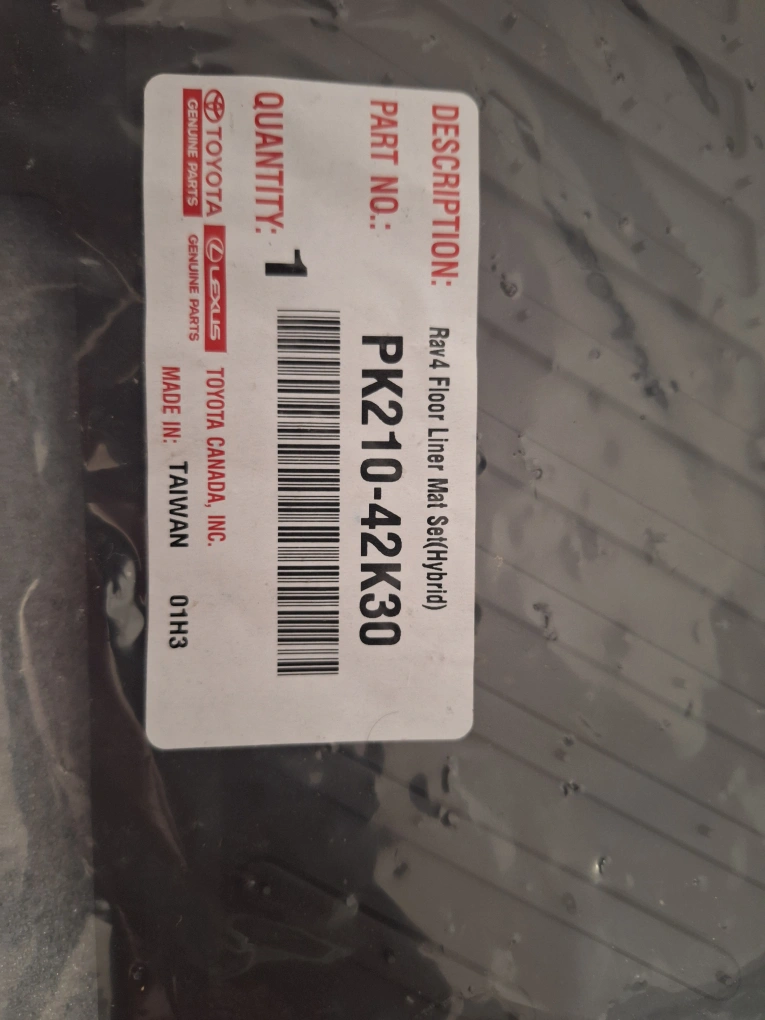 DESCRIPTION: Rav4 Floor Liner Mat Set(Hybrid)
PART NO.: PK210-42K30
QUANTITY: 1
TOYOTA LEXUS TOYOTA CANADA, INC.
GENUINE PARTS GENUINE PARTS MADE IN: TAIWAN 01H3